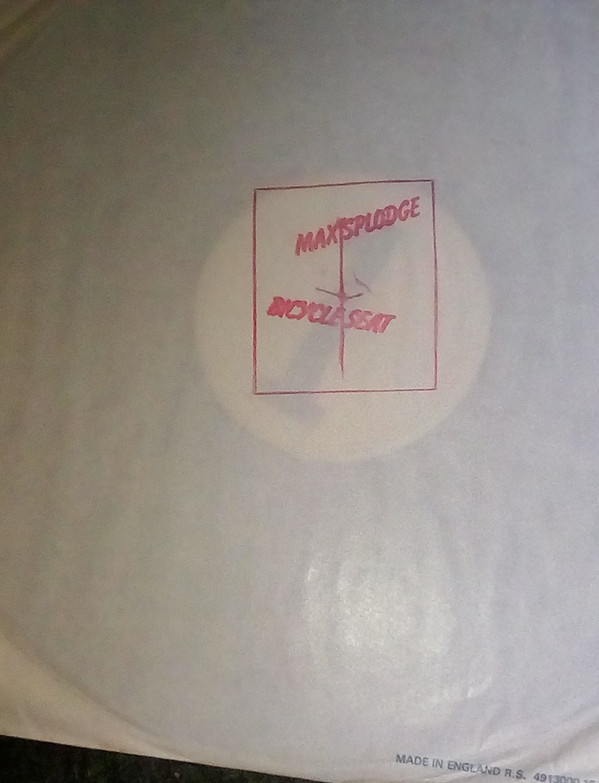 MAX SPLODGE
BICYCLE SEAT
MADE IN ENGLAND R.S.